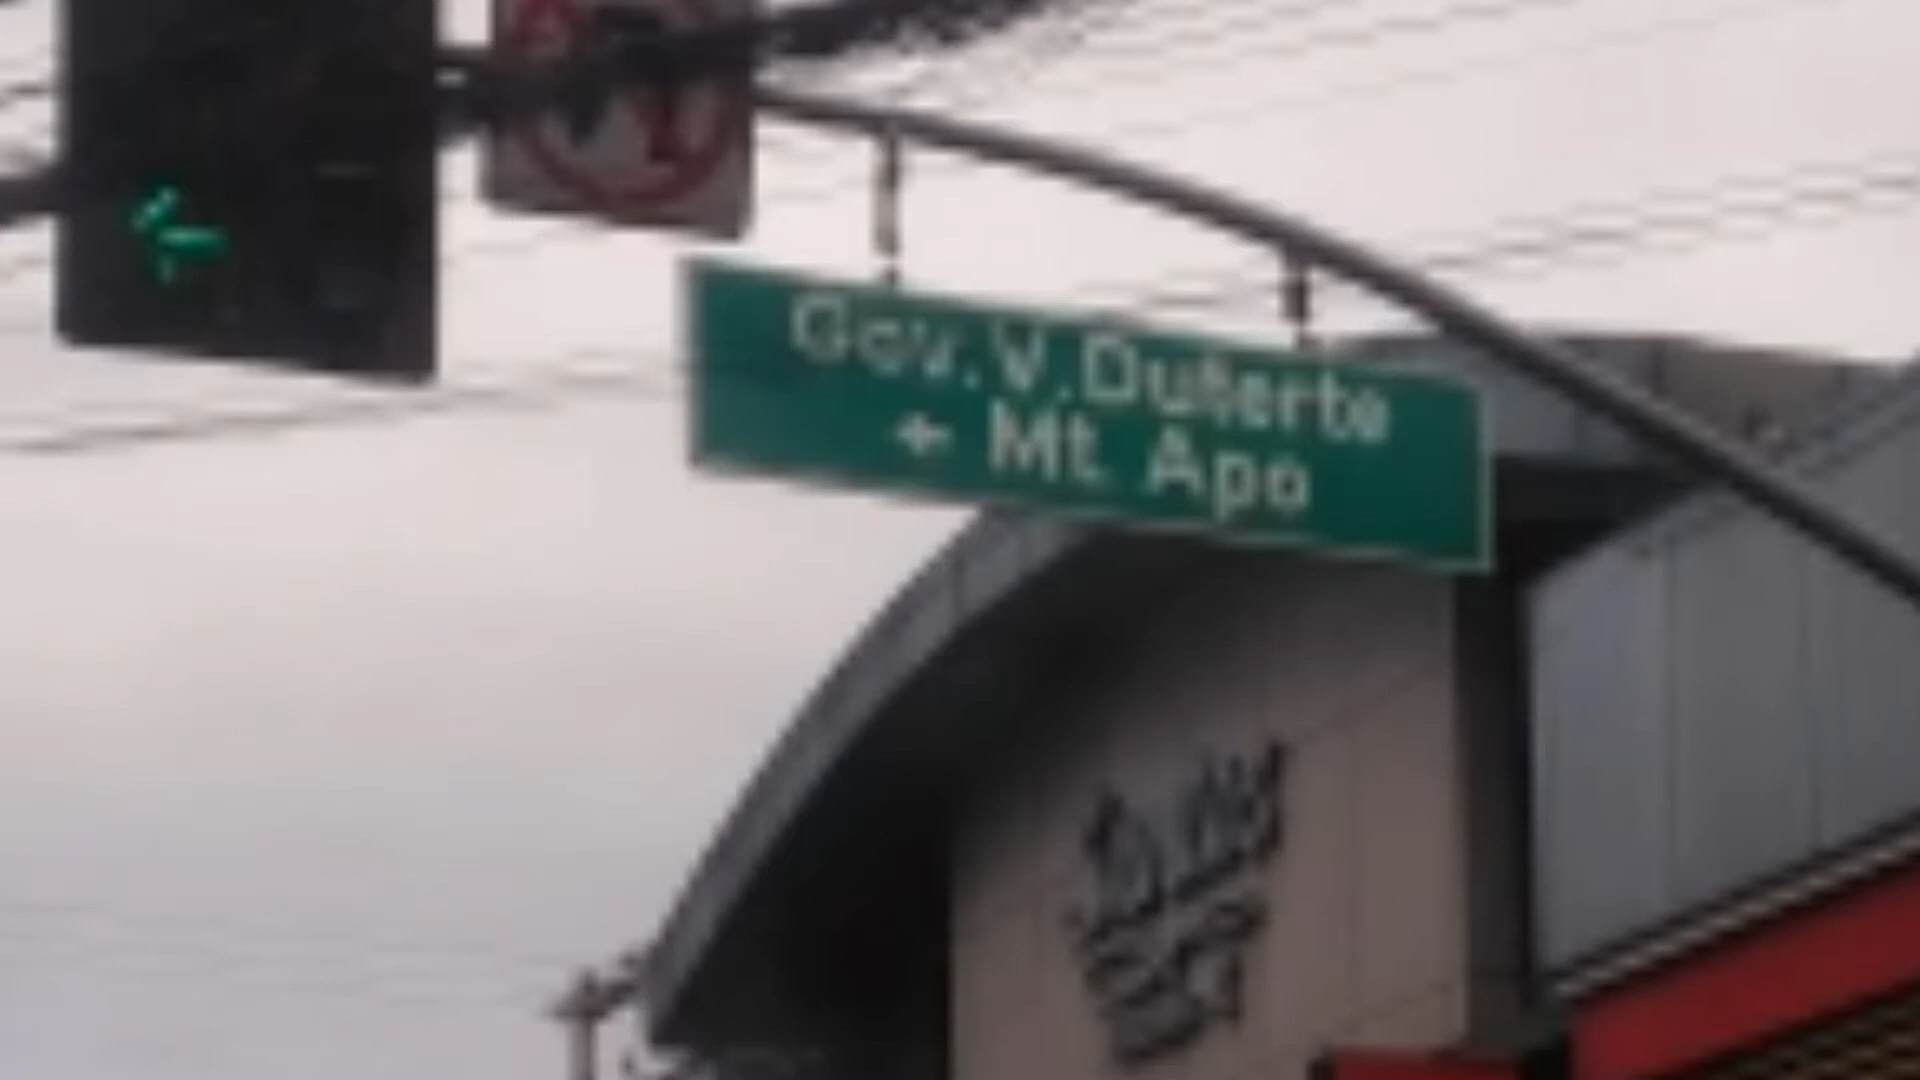 Gov. V. Duterte
← Mt. Apo